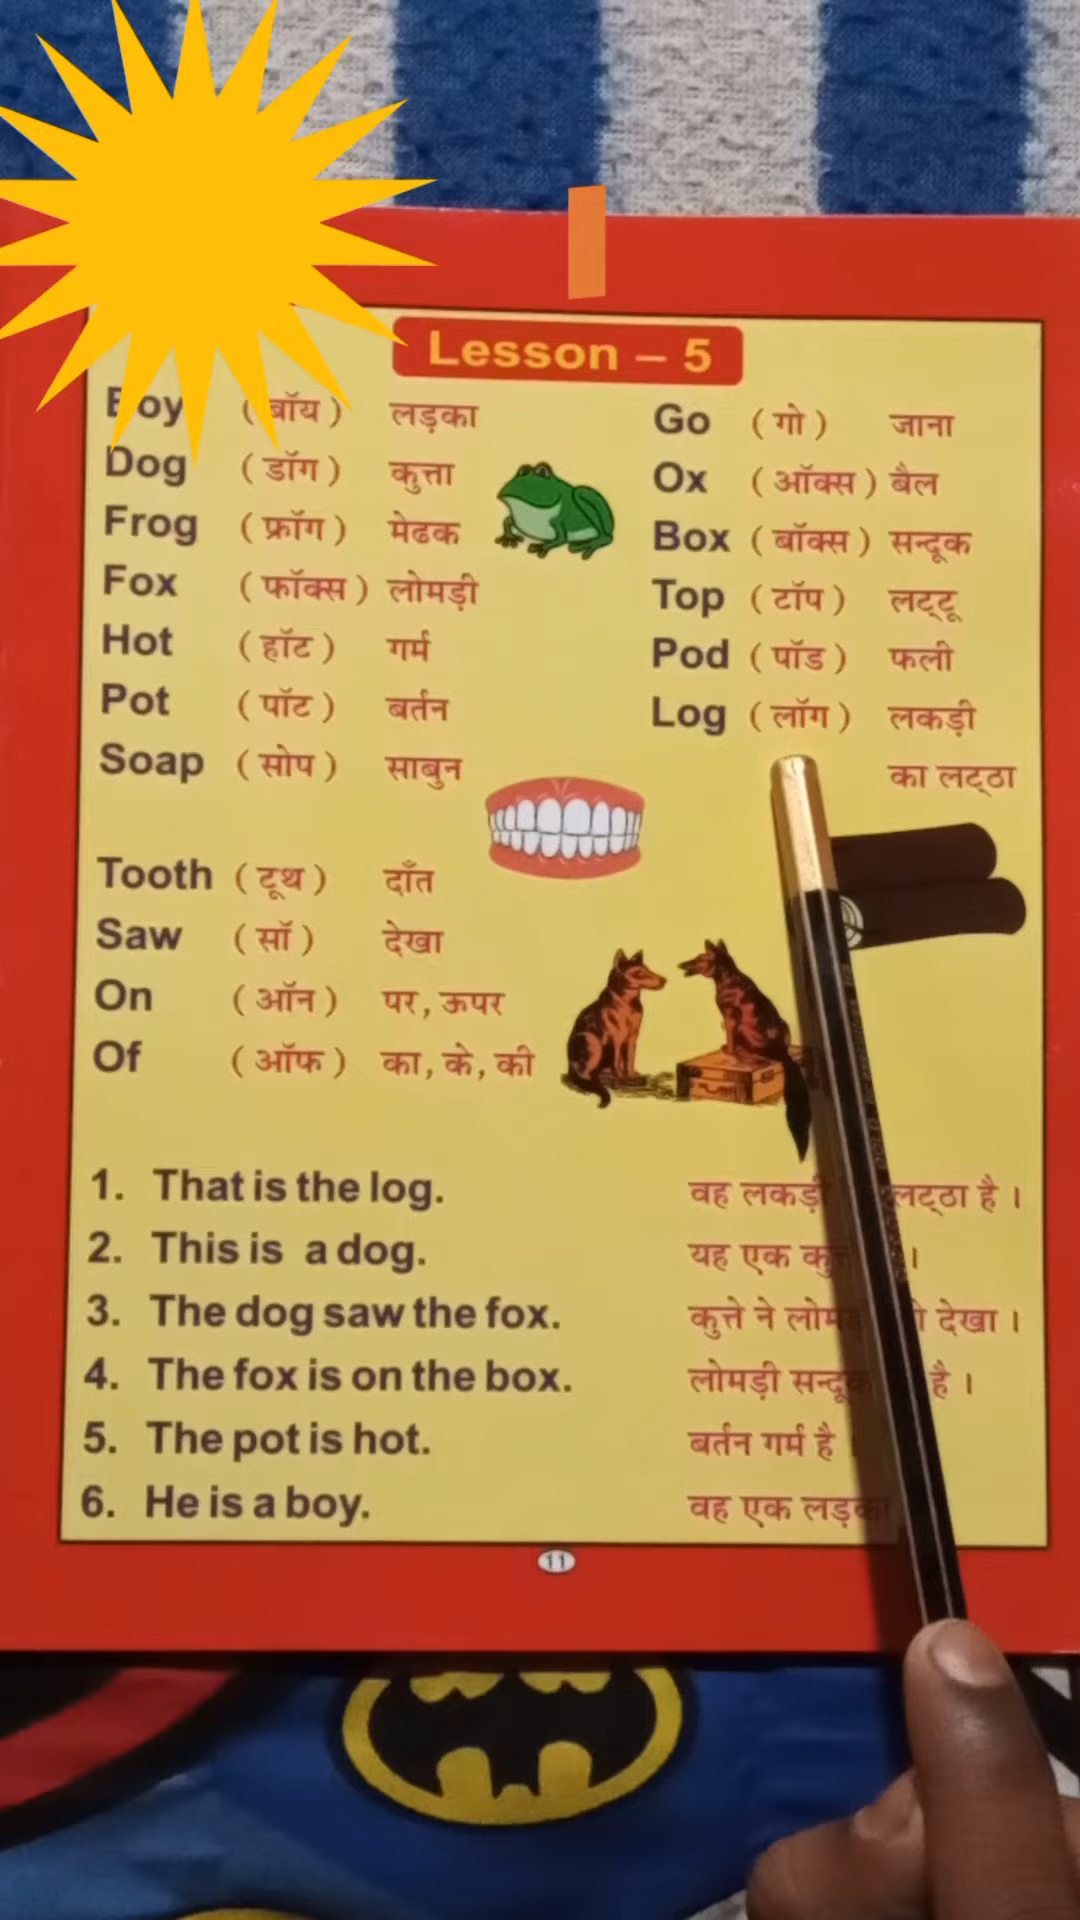 Lesson – 5
Boy ( बॉय ) लड़का
Dog ( डॉग ) कुत्ता
Frog ( फ्रॉग ) मेढक
Fox ( फॉक्स ) लोमड़ी
Hot ( हॉट ) गर्म
Pot ( पॉट ) बर्तन
Soap ( सोप ) साबुन
Tooth ( टूथ ) दाँत
Saw ( सॉ ) देखा
On ( ऑन ) पर, ऊपर
Of ( ऑफ ) का, के, की
Go ( गो ) जाना
Ox ( ऑक्स ) बैल
Box ( बॉक्स ) सन्दूक
Top ( टॉप ) लट्टू
Pod ( पॉड ) फली
Log ( लॉग ) लकड़ी
का लट्ठा
1. That is the log. वह लकड़ी लट्ठा है ।
2. This is a dog. यह एक ।
3. The dog saw the fox. कुत्ते ने देखा ।
4. The fox is on the box. लोमड़ी है ।
5. The pot is hot. बर्तन गर्म है
6. He is a boy. वह एक लड़का
11